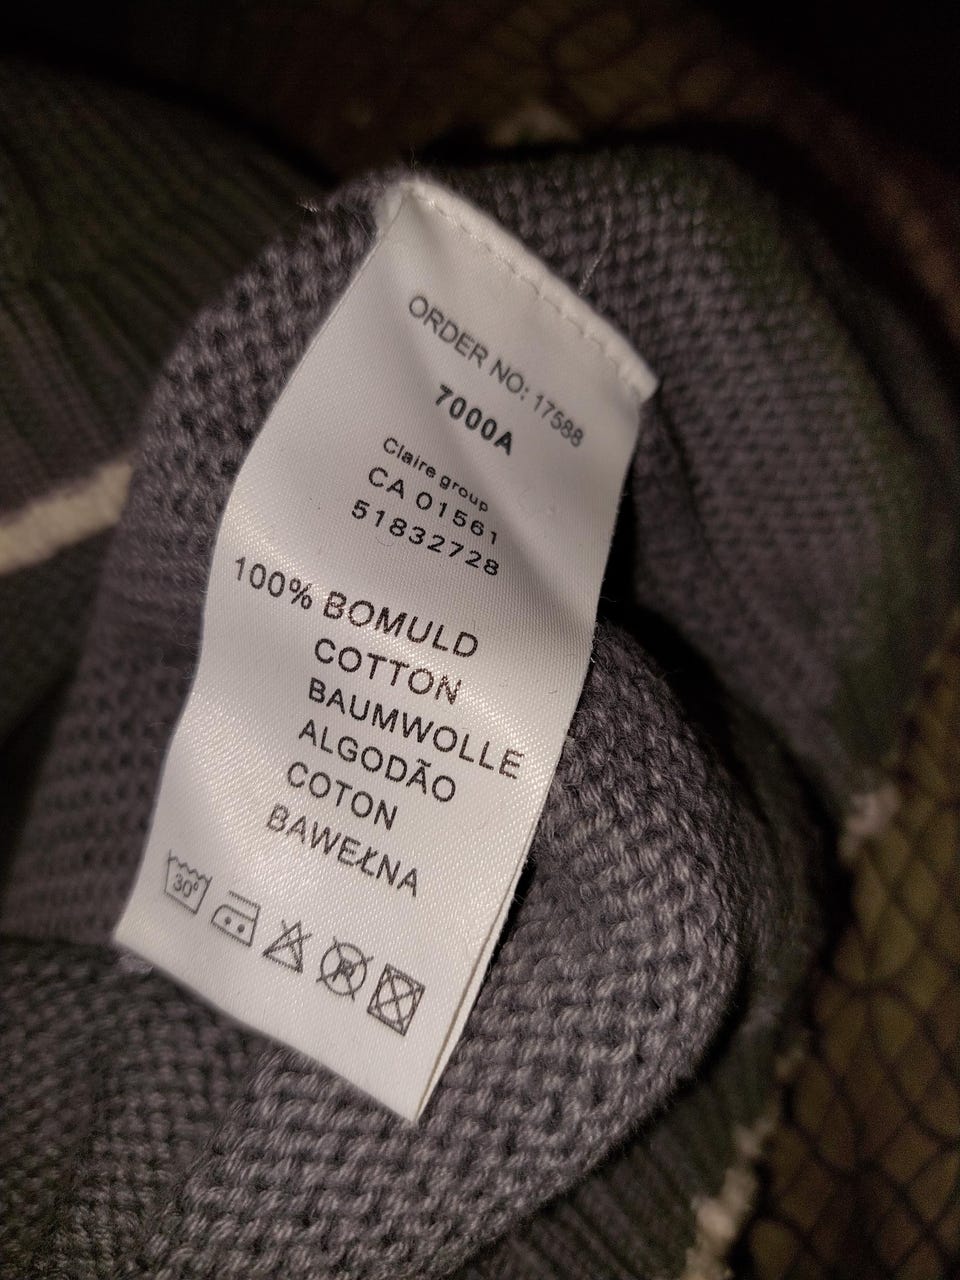 ORDER NO: 17588
7000A
Claire group
CA 01561
51832728
100% BOMULD
COTTON
BAUMWOLLE
ALGODÃO
COTON
BAWEŁNA
30°